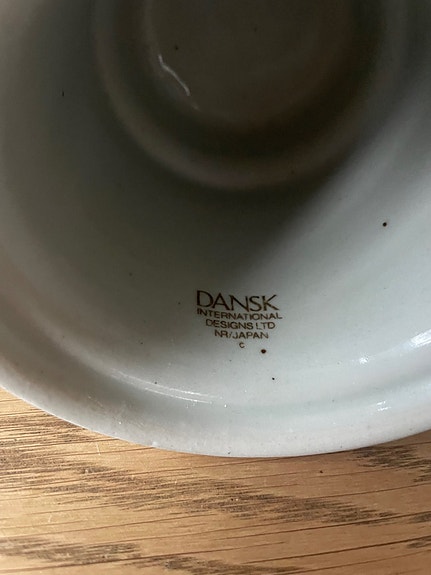 DANSK
INTERNATIONAL
DESIGNS LTD
NR/JAPAN
c